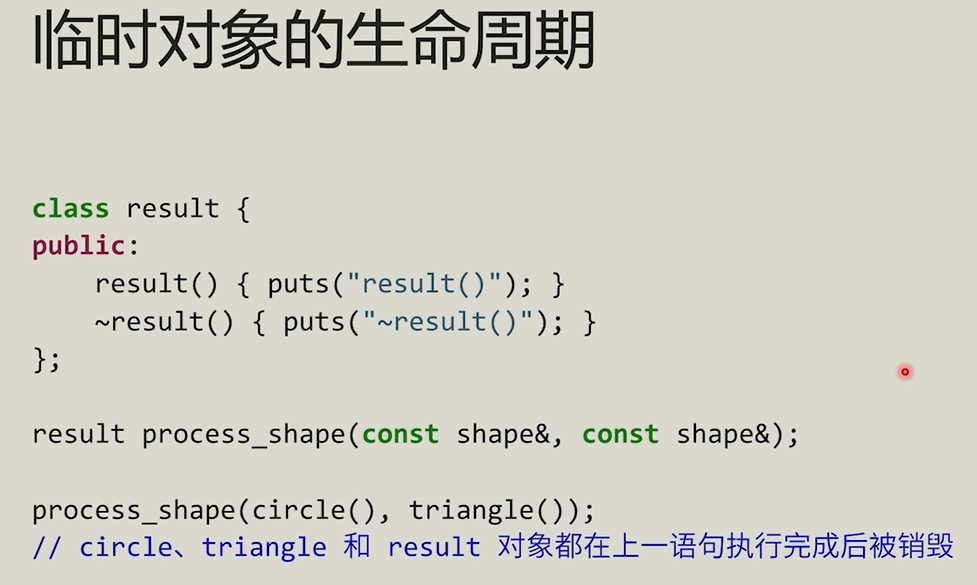 临时对象的生命周期
class result {
public:
    result() { puts("result()"); }
    ~result() { puts("~result()"); }
};
result process_shape(const shape&, const shape&);
process_shape(circle(), triangle());
// circle、triangle 和 result 对象都在上一语句执行完成后被销毁